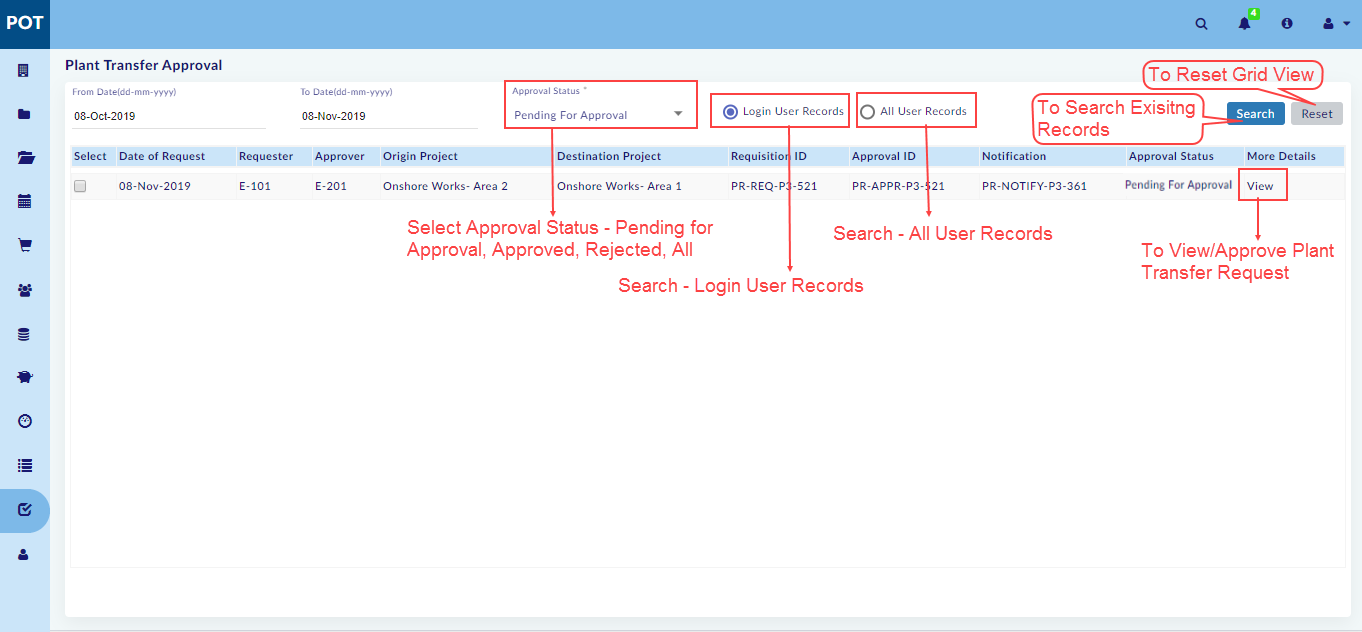 POT
4
Plant Transfer Approval
To Reset Grid View
From Date(dd-mm-yyyy)
To Date(dd-mm-yyyy)
Approval Status *
08-Oct-2019
08-Nov-2019
Pending For Approval
Login User Records
All User Records
To Search Exisitng
Records
Search
Reset
Select Date of Request Requester Approver Origin Project Destination Project Requisition ID Approval ID Notification Approval Status More Details
08-Nov-2019 E-101 E-201 Onshore Works- Area 2 Onshore Works- Area 1 PR-REQ-P3-521 PR-APPR-P3-521 PR-NOTIFY-P3-361 Pending For Approval View
Select Approval Status - Pending for
Approval, Approved, Rejected, All
Search - All User Records
Search - Login User Records
To View/Approve Plant
Transfer Request